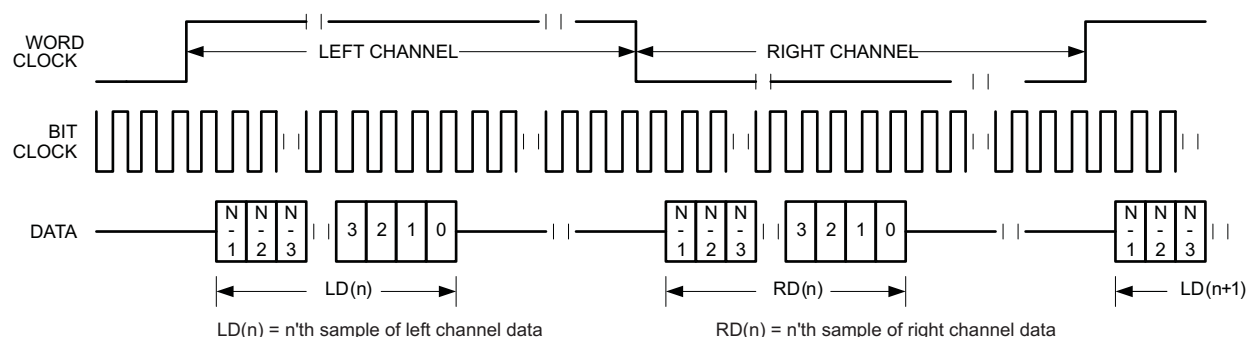 WORD
CLOCK
LEFT CHANNEL
RIGHT CHANNEL
BIT
CLOCK
DATA
N
-
1
N
-
2
N
-
3
3 2 1 0
N
-
1
N
-
2
N
-
3
3 2 1 0
N
-
1
N
-
2
N
-
3
LD(n)
RD(n)
LD(n+1)
LD(n) = n'th sample of left channel data
RD(n) = n'th sample of right channel data